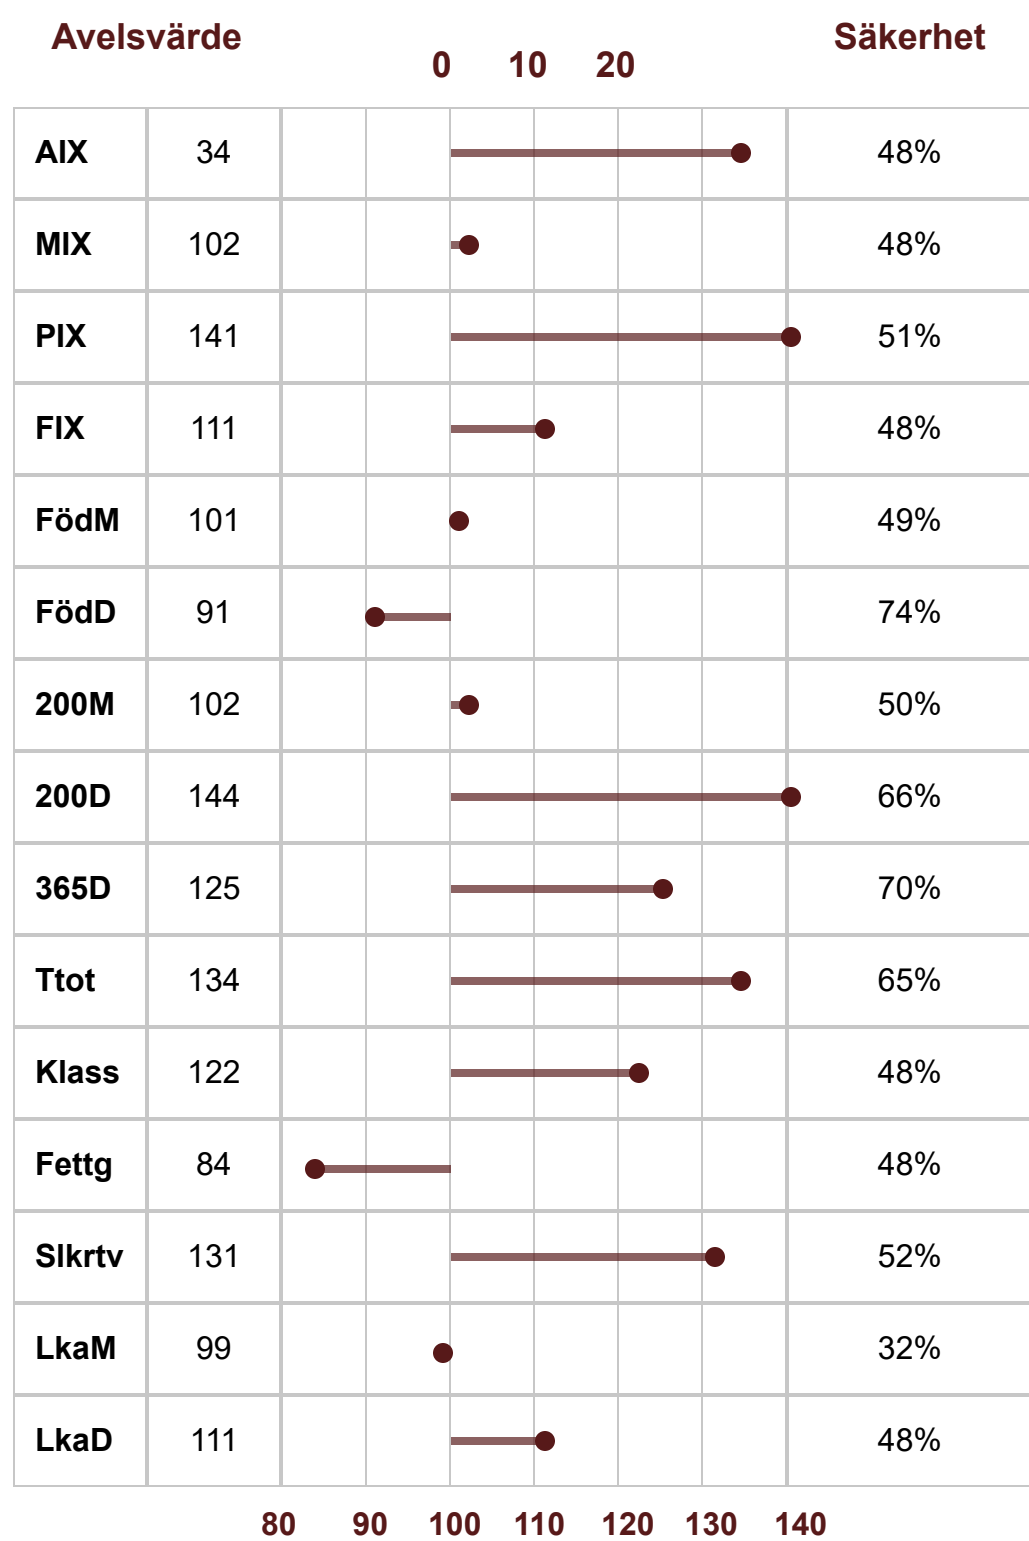 Avelsvärde Säkerhet
0 10 20
AIX 34 48%
MIX 102 48%
PIX 141 51%
FIX 111 48%
FödM 101 49%
FödD 91 74%
200M 102 50%
200D 144 66%
365D 125 70%
Ttot 134 65%
Klass 122 48%
Fettg 84 48%
Slkrtv 131 52%
LkaM 99 32%
LkaD 111 48%
80 90 100 110 120 130 140